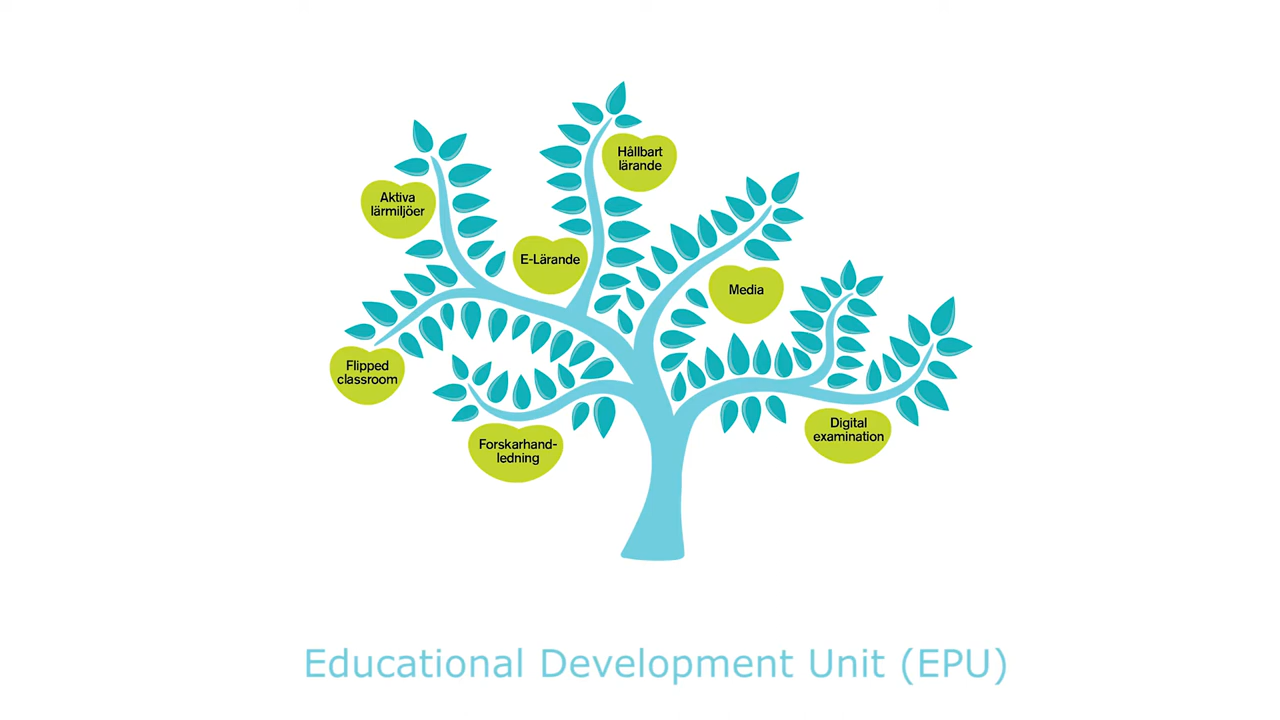 Hållbart
lärande
Aktiva
lärmiljöer
E-Lärande
Media
Flipped
classroom
Digital
examination
Forskarhand-
ledning
Educational Development Unit (EPU)